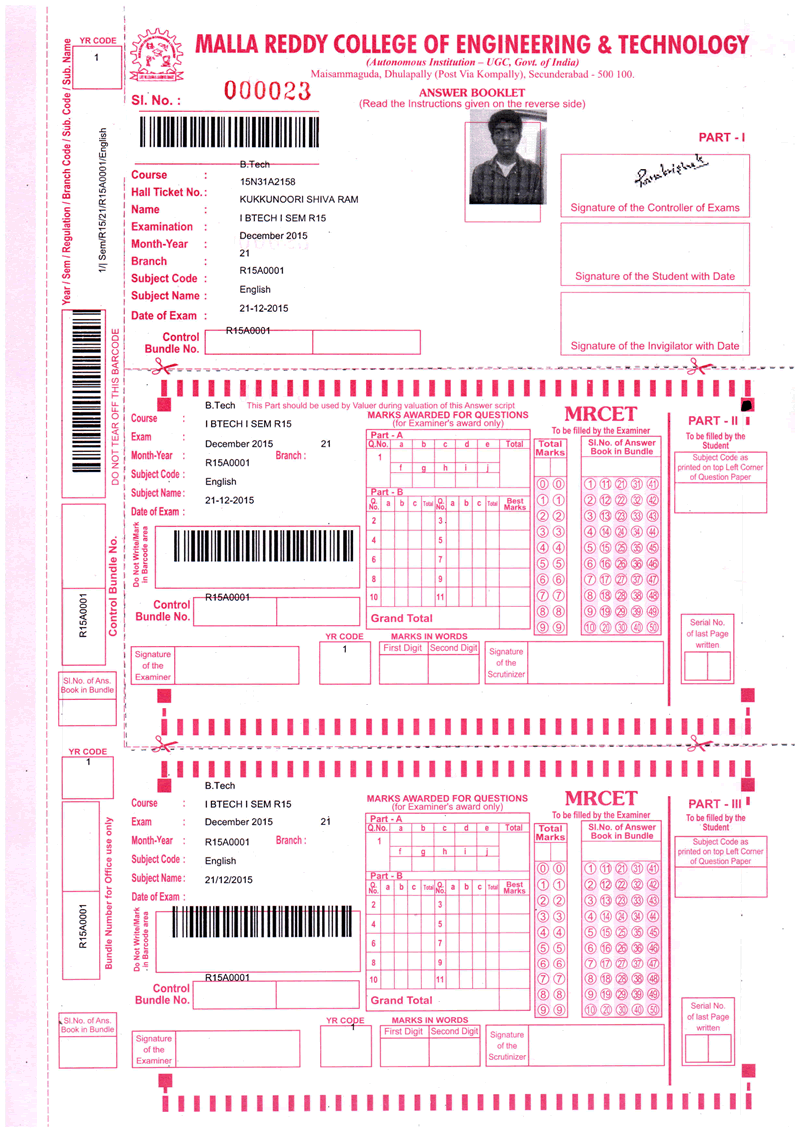 YR CODE
1
Year / Sem / Regulation / Branch Code / Sub. Code / Sub. Name
1/| Sem/R15/21/R15A0001/English
MALLA REDDY COLLEGE OF ENGINEERING & TECHNOLOGY
(Autonomous Institution – UGC, Govt. of India)
Maisammaguda, Dhulapally (Post Via Kompally), Secunderabad - 500 100.
Sl. No. : 000023
ANSWER BOOKLET
(Read the Instructions given on the reverse side)
PART - I
Course : B.Tech
Hall Ticket No. : 15N31A2158
Name : KUKKUNOORI SHIVA RAM
Examination : I BTECH I SEM R15
Month-Year : December 2015
Branch : 21
Subject Code : R15A0001
Subject Name : English
Date of Exam : 21-12-2015
Control Bundle No. R15A0001
Signature of the Controller of Exams
Signature of the Student with Date
Signature of the Invigilator with Date
DO NOT TEAR OFF THIS BARCODE
Control Bundle No.
R15A0001
Sl.No. of Ans.
Book in Bundle
B.Tech This Part should be used by Valuer during valuation of this Answer script
Course : I BTECH I SEM R15
Exam : December 2015 21
Month-Year : R15A0001 Branch :
Subject Code : English
Subject Name : 21-12-2015
Date of Exam :
Do Not Write/Mark
in Barcode area
Control Bundle No. R15A0001
MARKS AWARDED FOR QUESTIONS
(for Examiner's award only)
Part - A
Q.No. a b c d e Total
1
f g h i j
Part - B
Q. No. a b c Total Q. No. a b c Total Best Marks
2 3
4 5
6 7
8 9
10 11
Grand Total
MRCET
To be filled by the Examiner
Total Marks
Sl.No. of Answer Book in Bundle
0 0 1 11 21 31 41
1 1 2 12 22 32 42
2 2 3 13 23 33 43
3 3 4 14 24 34 44
4 4 5 15 25 35 45
5 5 6 16 26 36 46
6 6 7 17 27 37 47
7 7 8 18 28 38 48
8 8 9 19 29 39 49
9 9 10 20 30 40 50
PART - II
To be filled by the
Student
Subject Code as
printed on top Left Corner
of Question Paper
Serial No.
of last Page
written
Signature
of the
Examiner
YR CODE
1
MARKS IN WORDS
First Digit Second Digit
Signature
of the
Scrutinizer
YR CODE
1
Bundle Number for Office use only
R15A0001
Sl.No. of Ans.
Book in Bundle
B.Tech
Course : I BTECH I SEM R15
Exam : December 2015 21
Month-Year : R15A0001 Branch :
Subject Code : English
Subject Name : 21/12/2015
Date of Exam :
Do Not Write/Mark
in Barcode area
Control Bundle No. R15A0001
MARKS AWARDED FOR QUESTIONS
(for Examiner's award only)
Part - A
Q.No. a b c d e Total
1
f g h i j
Part - B
Q. No. a b c Total Q. No. a b c Total Best Marks
2 3
4 5
6 7
8 9
10 11
Grand Total
MRCET
To be filled by the Examiner
Total Marks
Sl.No. of Answer Book in Bundle
0 0 1 11 21 31 41
1 1 2 12 22 32 42
2 2 3 13 23 33 43
3 3 4 14 24 34 44
4 4 5 15 25 35 45
5 5 6 16 26 36 46
6 6 7 17 27 37 47
7 7 8 18 28 38 48
8 8 9 19 29 39 49
9 9 10 20 30 40 50
PART - III
To be filled by the
Student
Subject Code as
printed on top Left Corner
of Question Paper
Serial No.
of last Page
written
Signature
of the
Examiner
YR CODE
1
MARKS IN WORDS
First Digit Second Digit
Signature
of the
Scrutinizer